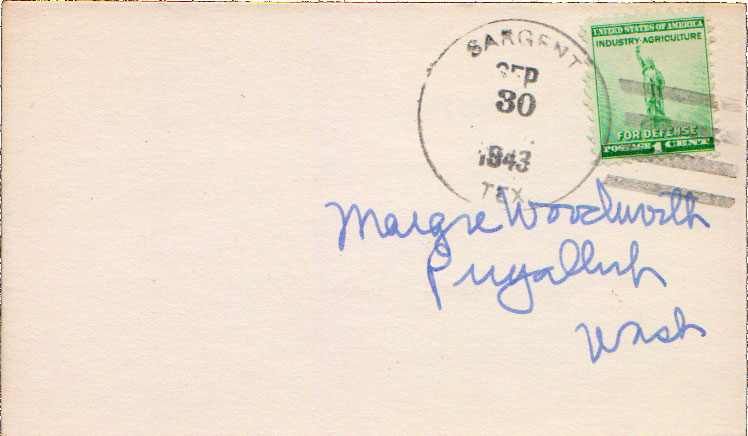 SARGENT
SEP
30
1943
TEX.
UNITED STATES OF AMERICA
INDUSTRY·AGRICULTURE
FOR DEFENSE
POSTAGE 1 CENT
Margie Woodworth
Puyallup
Wash